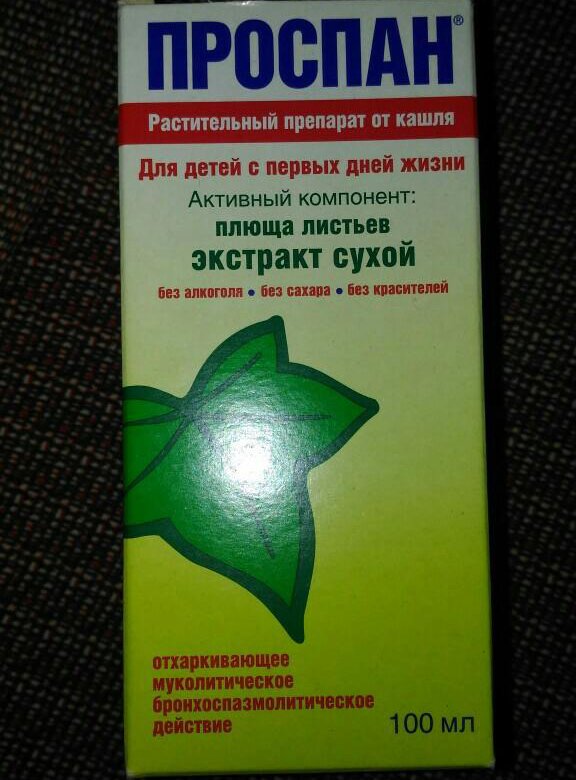 ПРОСПАН®
Растительный препарат от кашля
Для детей с первых дней жизни
Активный компонент:
плюща листьев
экстракт сухой
без алкоголя • без сахара • без красителей
отхаркивающее
муколитическое
бронхоспазмолитическое
действие
100 мл